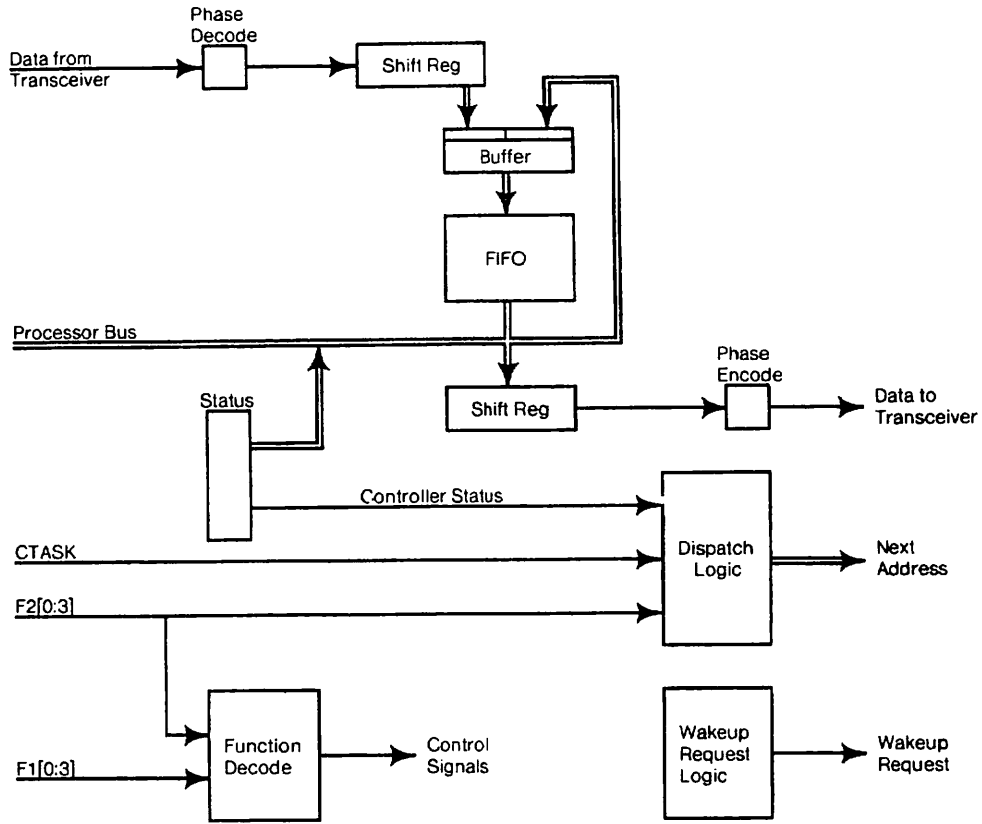 Phase
Decode
Data from
Transceiver
Shift Reg
Buffer
FIFO
Processor Bus
Phase
Encode
Shift Reg
Data to
Transceiver
Status
Controller Status
CTASK
Dispatch
Logic
Next
Address
F2[0:3]
Function
Decode
Control
Signals
F1[0:3]
Wakeup
Request
Logic
Wakeup
Request